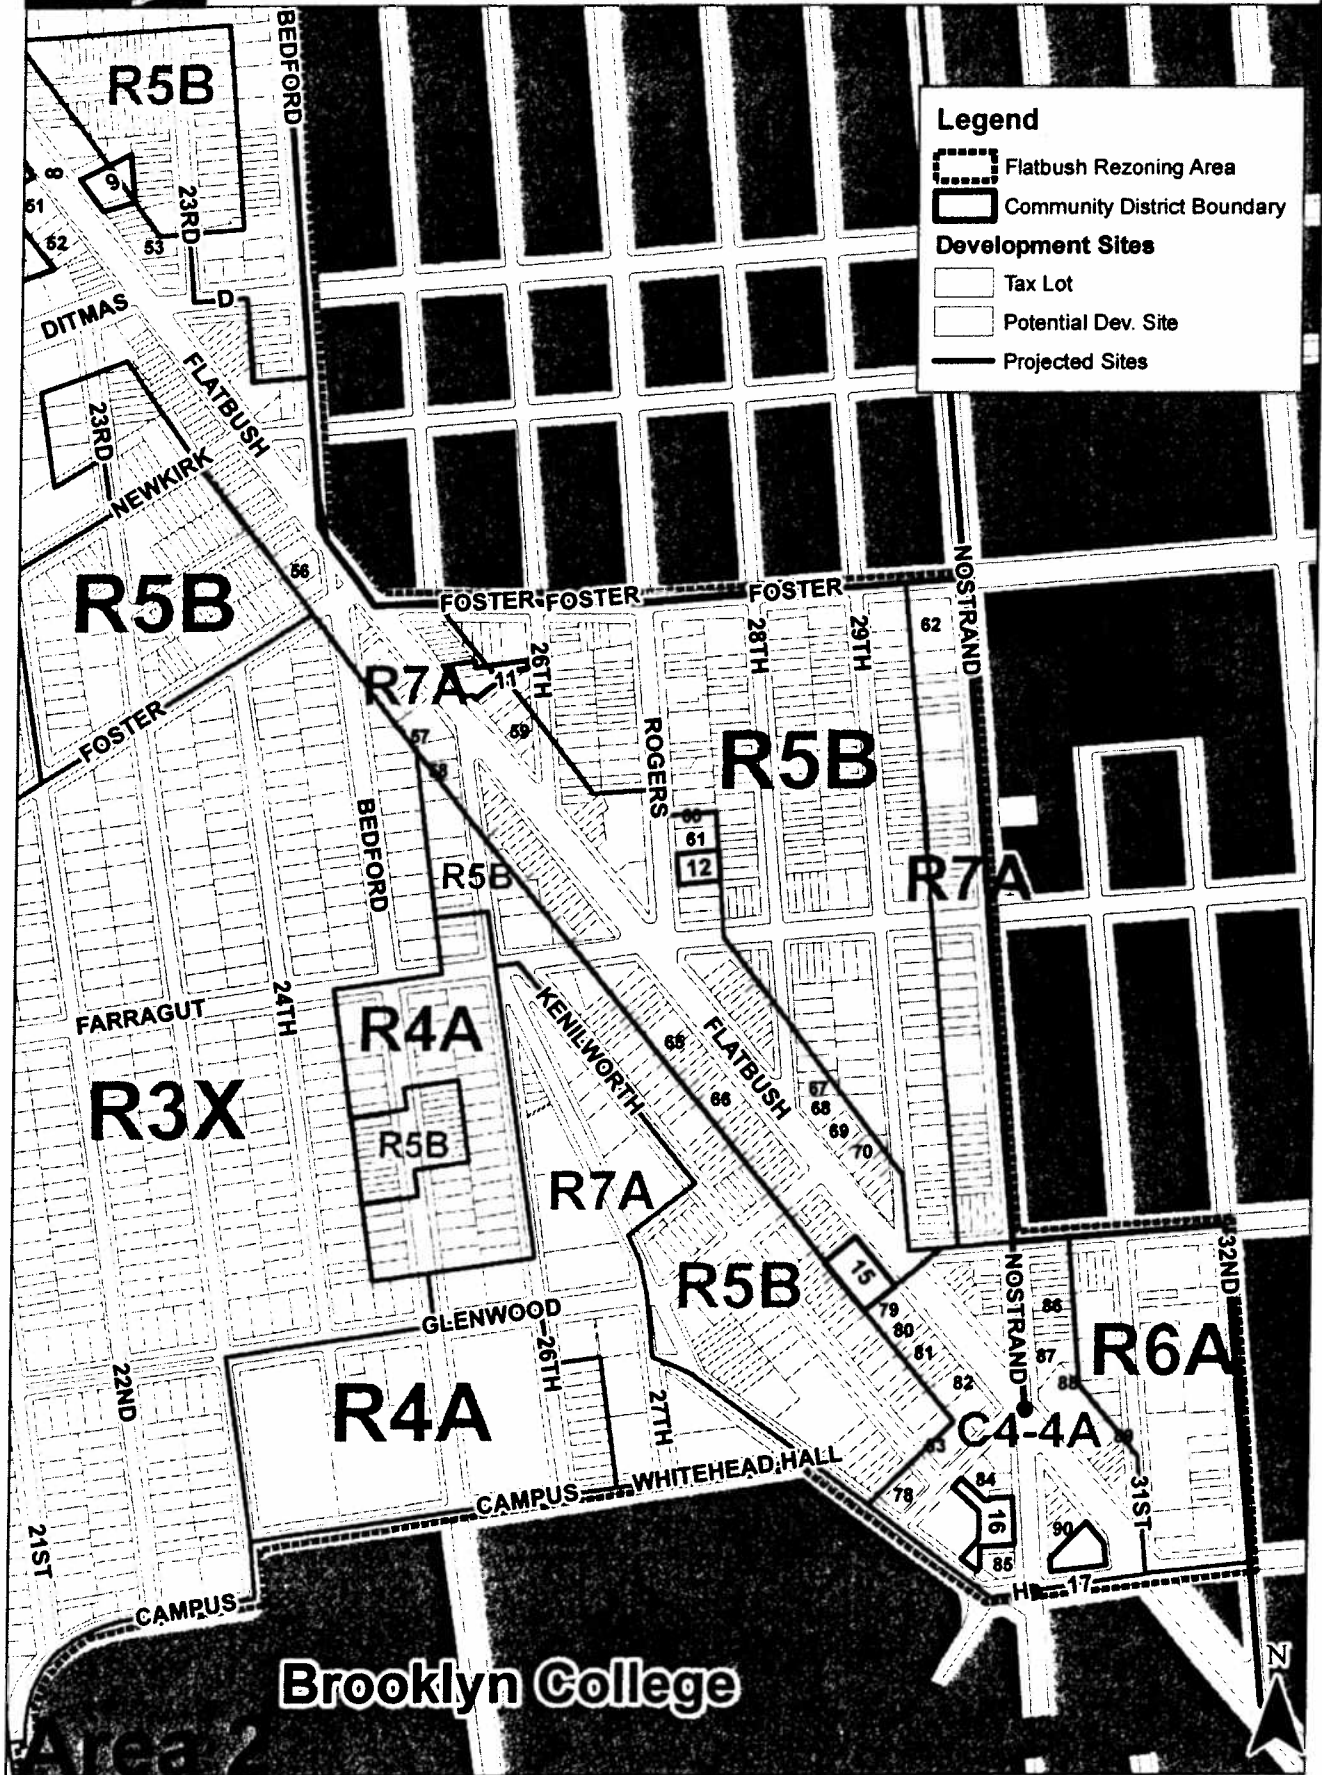 BEDFORD
R5B
Legend
Flatbush Rezoning Area
Community District Boundary
Development Sites
Tax Lot
Potential Dev. Site
Projected Sites
8
9
51
52
53
23RD
D
DITMAS
FLATBUSH
23RD
NEWKIRK
56
R5B
FOSTER
FOSTER
FOSTER
FOSTER
NOSTRAND
28TH
29TH
62
26TH
R7A
11
57
58
59
ROGERS
R5B
60
61
12
BEDFORD
R5B
R7A
FARRAGUT
24TH
R4A
KENILWORTH
65
FLATBUSH
66
67
68
69
70
R3X
R5B
R7A
R5B
15
NOSTRAND
32ND
GLENWOOD
79
80
81
82
86
87
88
R6A
22ND
26TH
R4A
27TH
C4-4A
83
89
CAMPUS
WHITEHEAD HALL
78
84
16
85
90
31ST
H
17
21ST
CAMPUS
Brooklyn College
N
Area 2